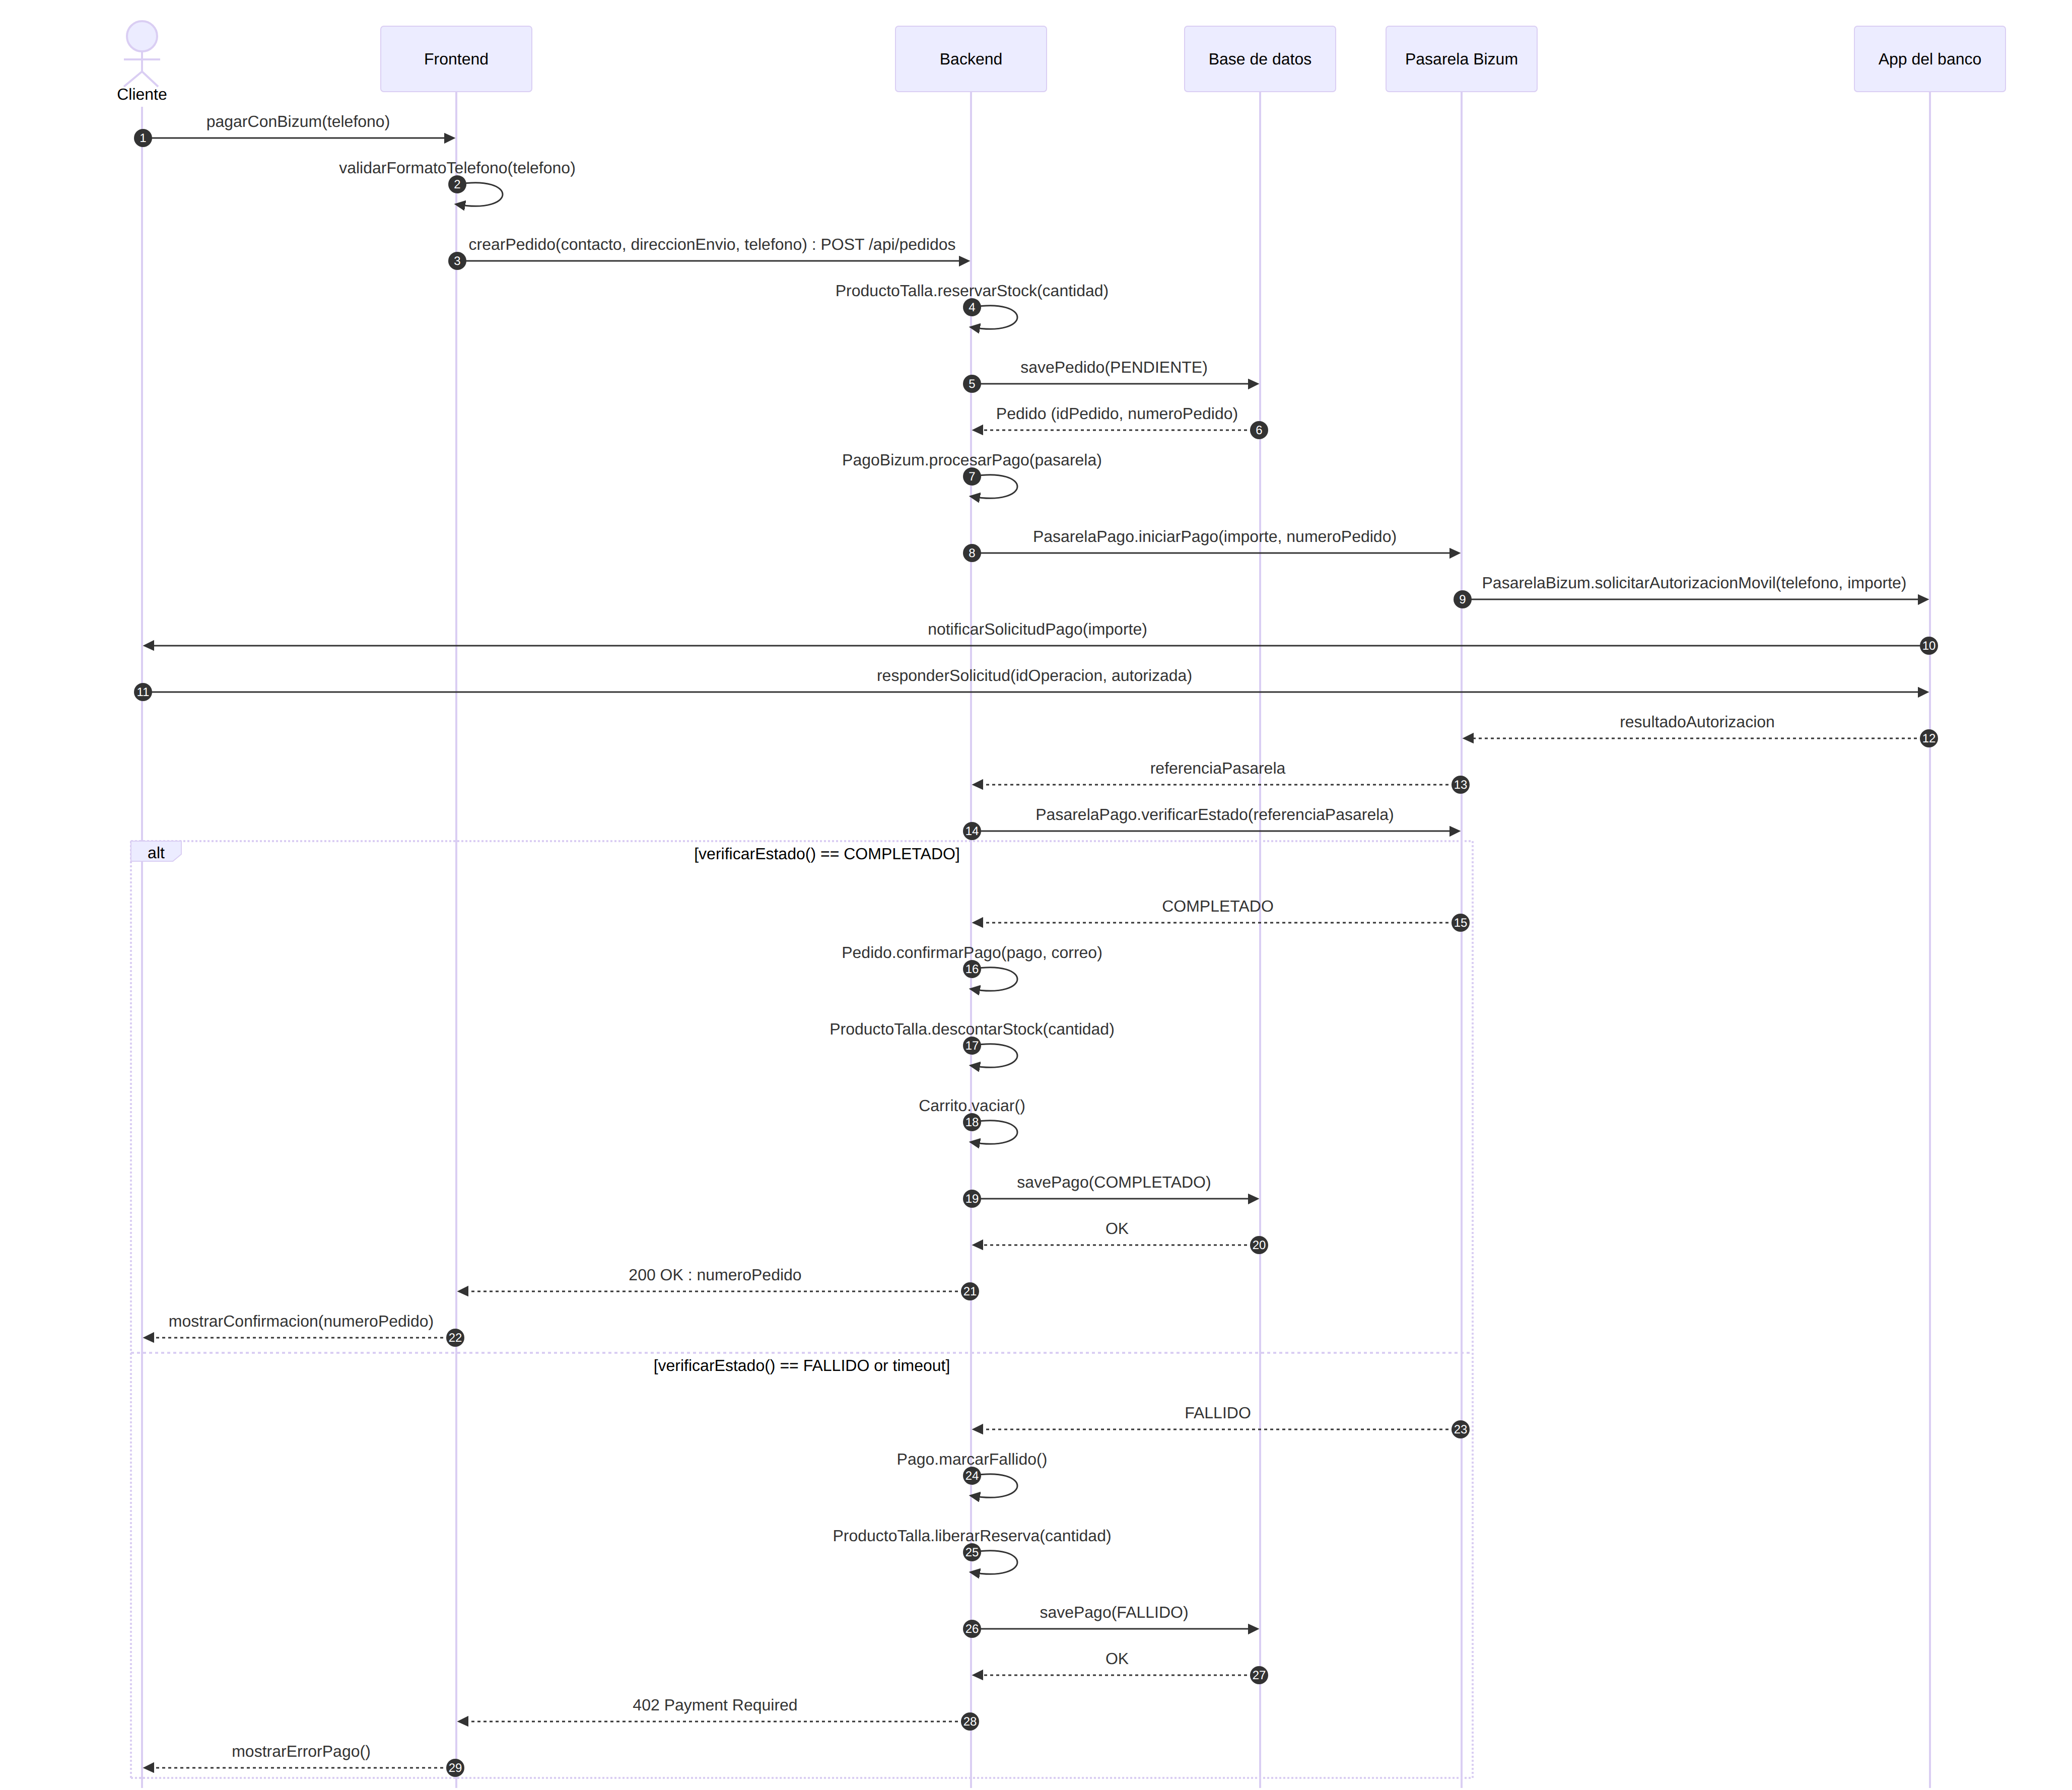 Cliente
Frontend
Backend
Base de datos
Pasarela Bizum
App del banco
pagarConBizum(telefono)
1
validarFormatoTelefono(telefono)
2
crearPedido(contacto, direccionEnvio, telefono) : POST /api/pedidos
3
ProductoTalla.reservarStock(cantidad)
4
savePedido(PENDIENTE)
5
Pedido (idPedido, numeroPedido)
6
PagoBizum.procesarPago(pasarela)
7
PasarelaPago.iniciarPago(importe, numeroPedido)
8
PasarelaBizum.solicitarAutorizacionMovil(telefono, importe)
9
notificarSolicitudPago(importe)
10
responderSolicitud(idOperacion, autorizada)
11
resultadoAutorizacion
12
referenciaPasarela
13
PasarelaPago.verificarEstado(referenciaPasarela)
14
alt
[verificarEstado() == COMPLETADO]
COMPLETADO
15
Pedido.confirmarPago(pago, correo)
16
ProductoTalla.descontarStock(cantidad)
17
Carrito.vaciar()
18
savePago(COMPLETADO)
19
OK
20
200 OK : numeroPedido
21
mostrarConfirmacion(numeroPedido)
22
[verificarEstado() == FALLIDO or timeout]
FALLIDO
23
Pago.marcarFallido()
24
ProductoTalla.liberarReserva(cantidad)
25
savePago(FALLIDO)
26
OK
27
402 Payment Required
28
mostrarErrorPago()
29